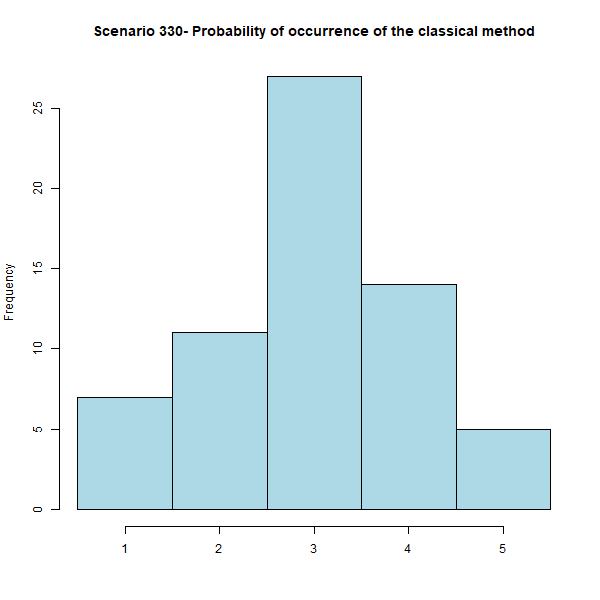 Scenario 330- Probability of occurrence of the classical method
Frequency
25
20
15
10
5
0
1 2 3 4 5